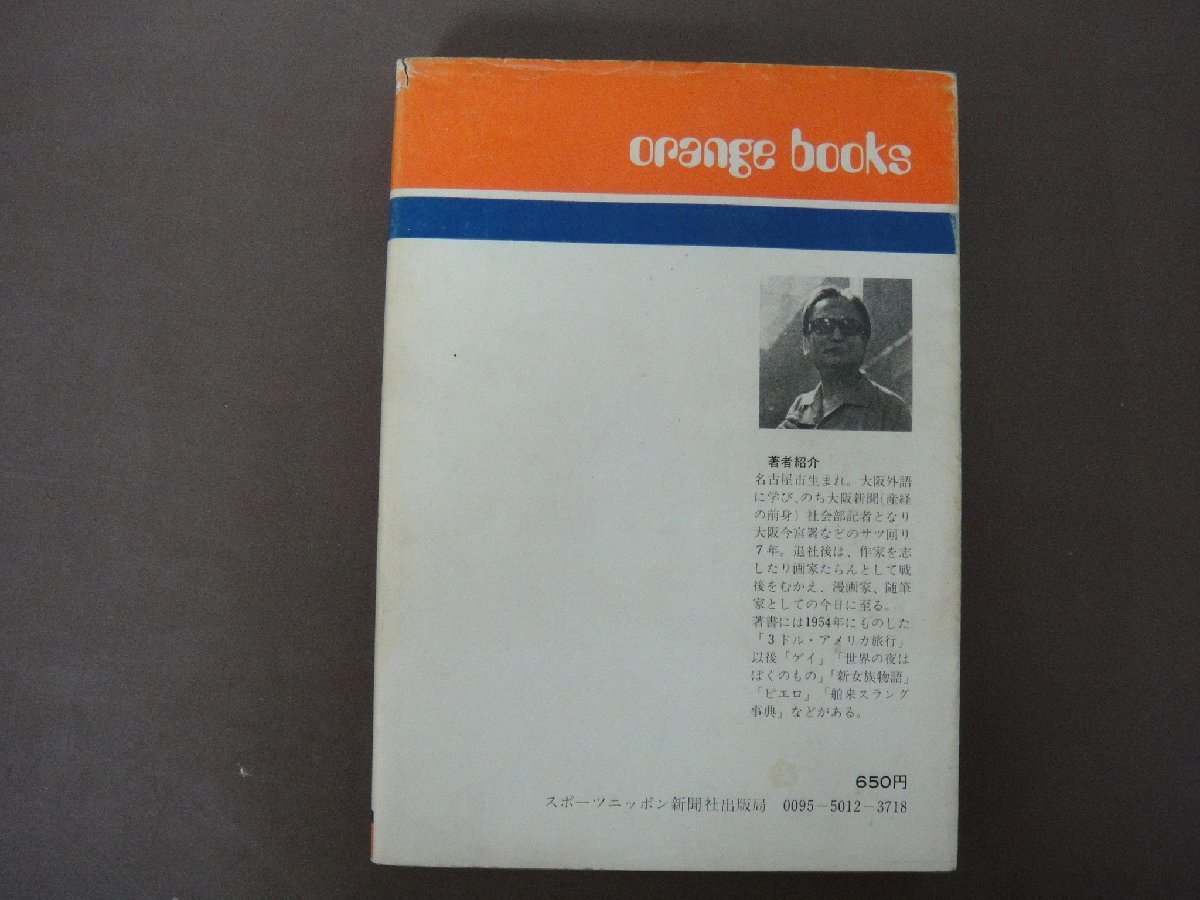 orange books
著者紹介
名古屋市生まれ。大阪外語
に学び、のち大阪新聞(産経
の前身)社会部記者となり
大阪今宮署などのサツ回り
7年。退社後は、作家を志
したり画家たらんとして戦
後をむかえ、漫画家、随筆
家としての今日に至る。
著書には1954年にものした
「3ドル・アメリカ旅行」
以後「ゲイ」「世界の夜は
ぼくのもの」「新女族物語」
「ピエロ」「舶来スラング
事典」などがある。
650円
スポーツニッポン新聞社出版局 0095-5012-3718